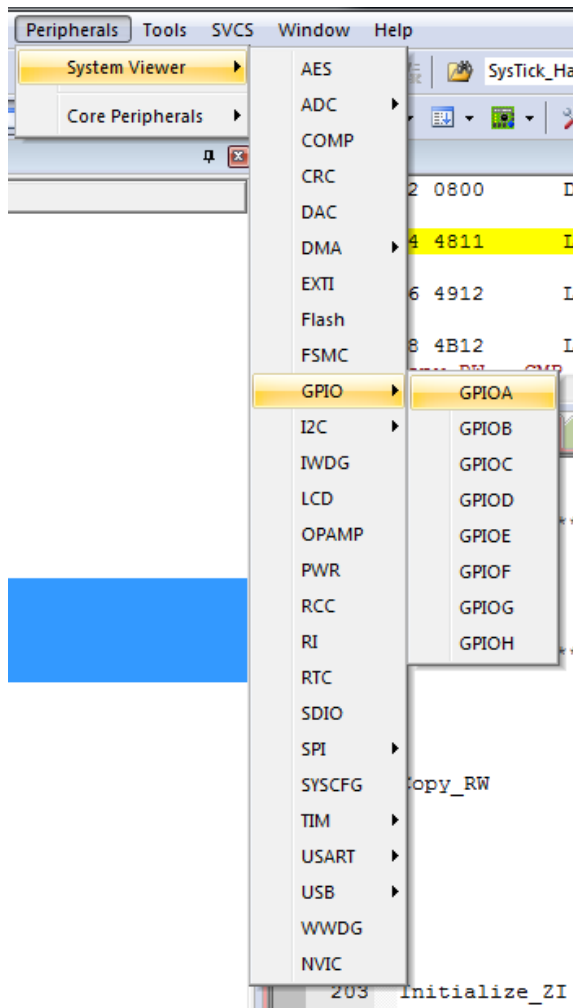 Peripherals Tools SVCS Window Help
System Viewer
Core Peripherals
SysTick_Ha
AES
ADC
COMP
CRC
DAC
DMA
EXTI
Flash
FSMC
GPIO
I2C
IWDG
LCD
OPAMP
PWR
RCC
RI
RTC
SDIO
SPI
SYSCFG
TIM
USART
USB
WWDG
NVIC
GPIOA
GPIOB
GPIOC
GPIOD
GPIOE
GPIOF
GPIOG
GPIOH
2 0800
4 4811
6 4912
8 4B12
opy_RW
203 Initialize_ZI